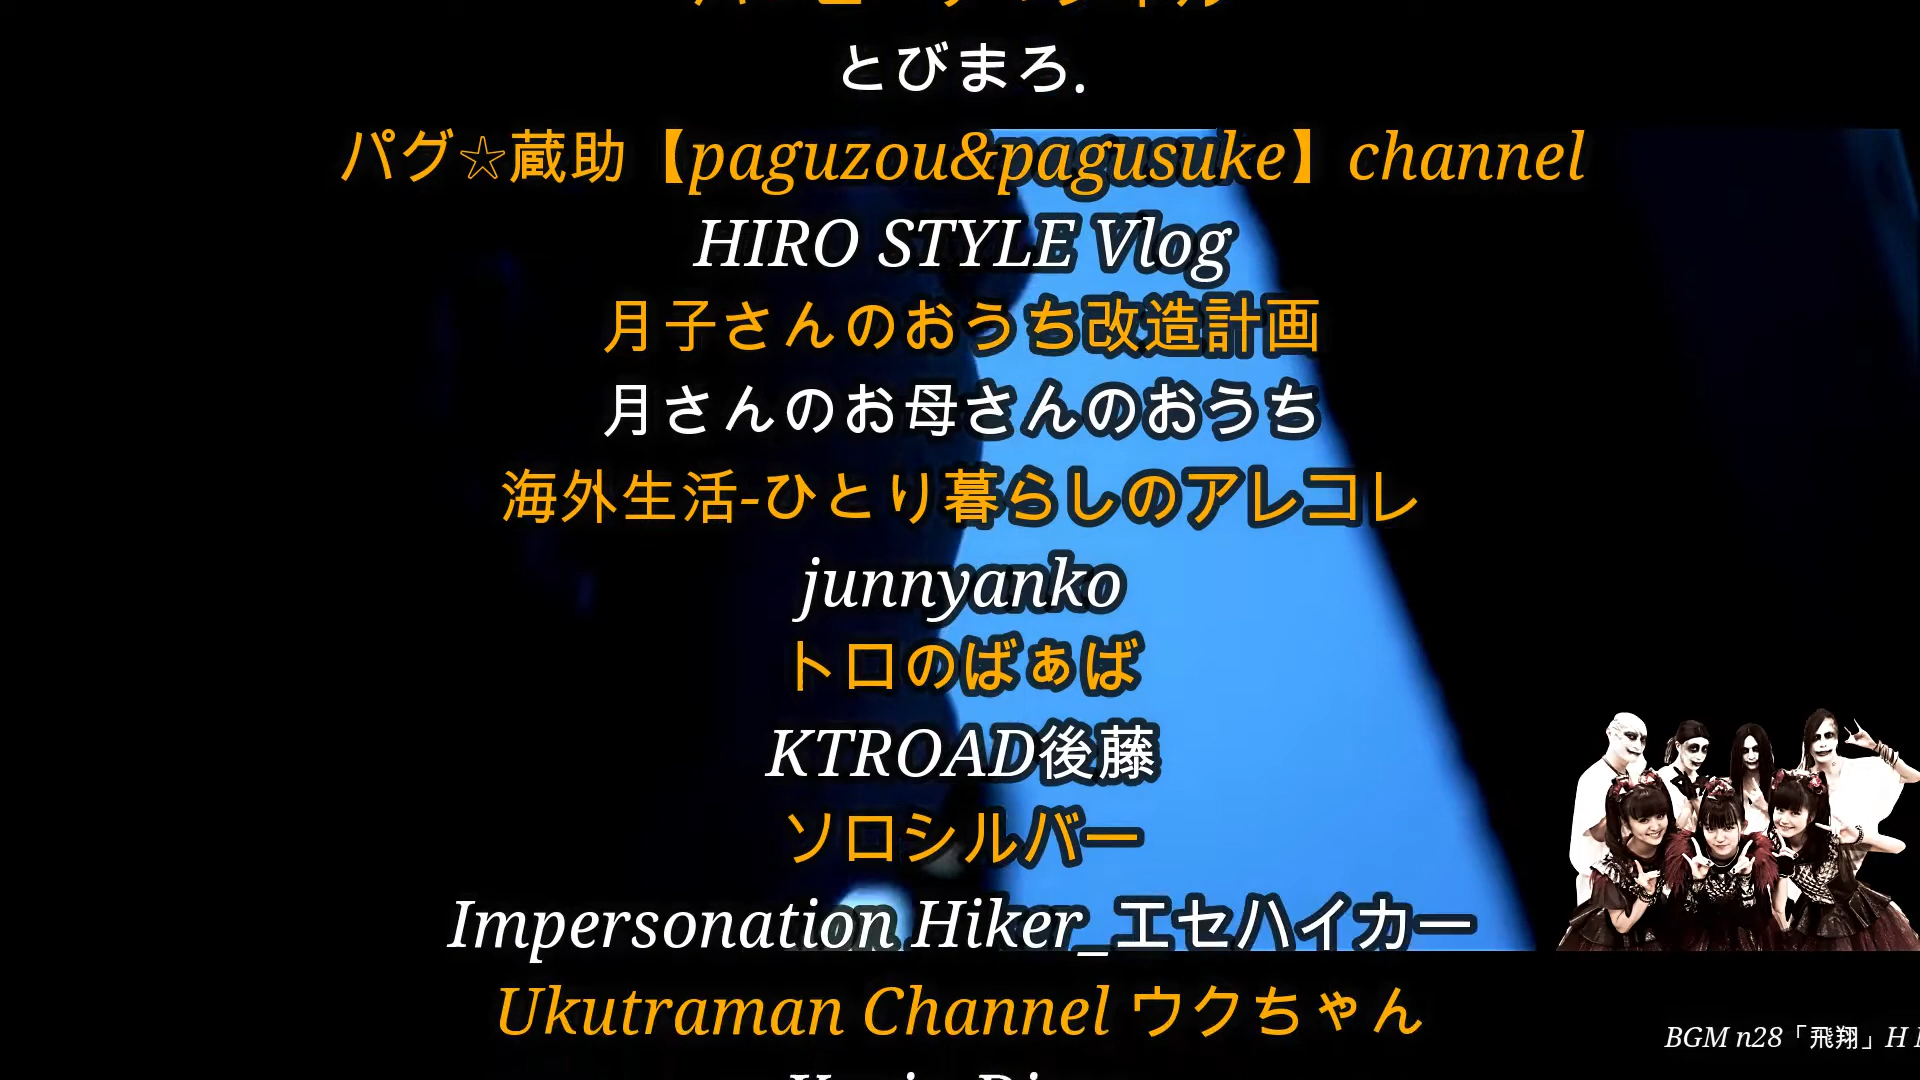 とびまろ.
パグ☆蔵助【paguzou&pagusuke】channel
HIRO STYLE Vlog
月子さんのおうち改造計画
月さんのお母さんのおうち
海外生活-ひとり暮らしのアレコレ
junnyanko
トロのばぁば
KTROAD後藤
ソロシルバー
Impersonation Hiker_エセハイカー
Ukutraman Channel ウクちゃん
BGM n28「飛翔」H